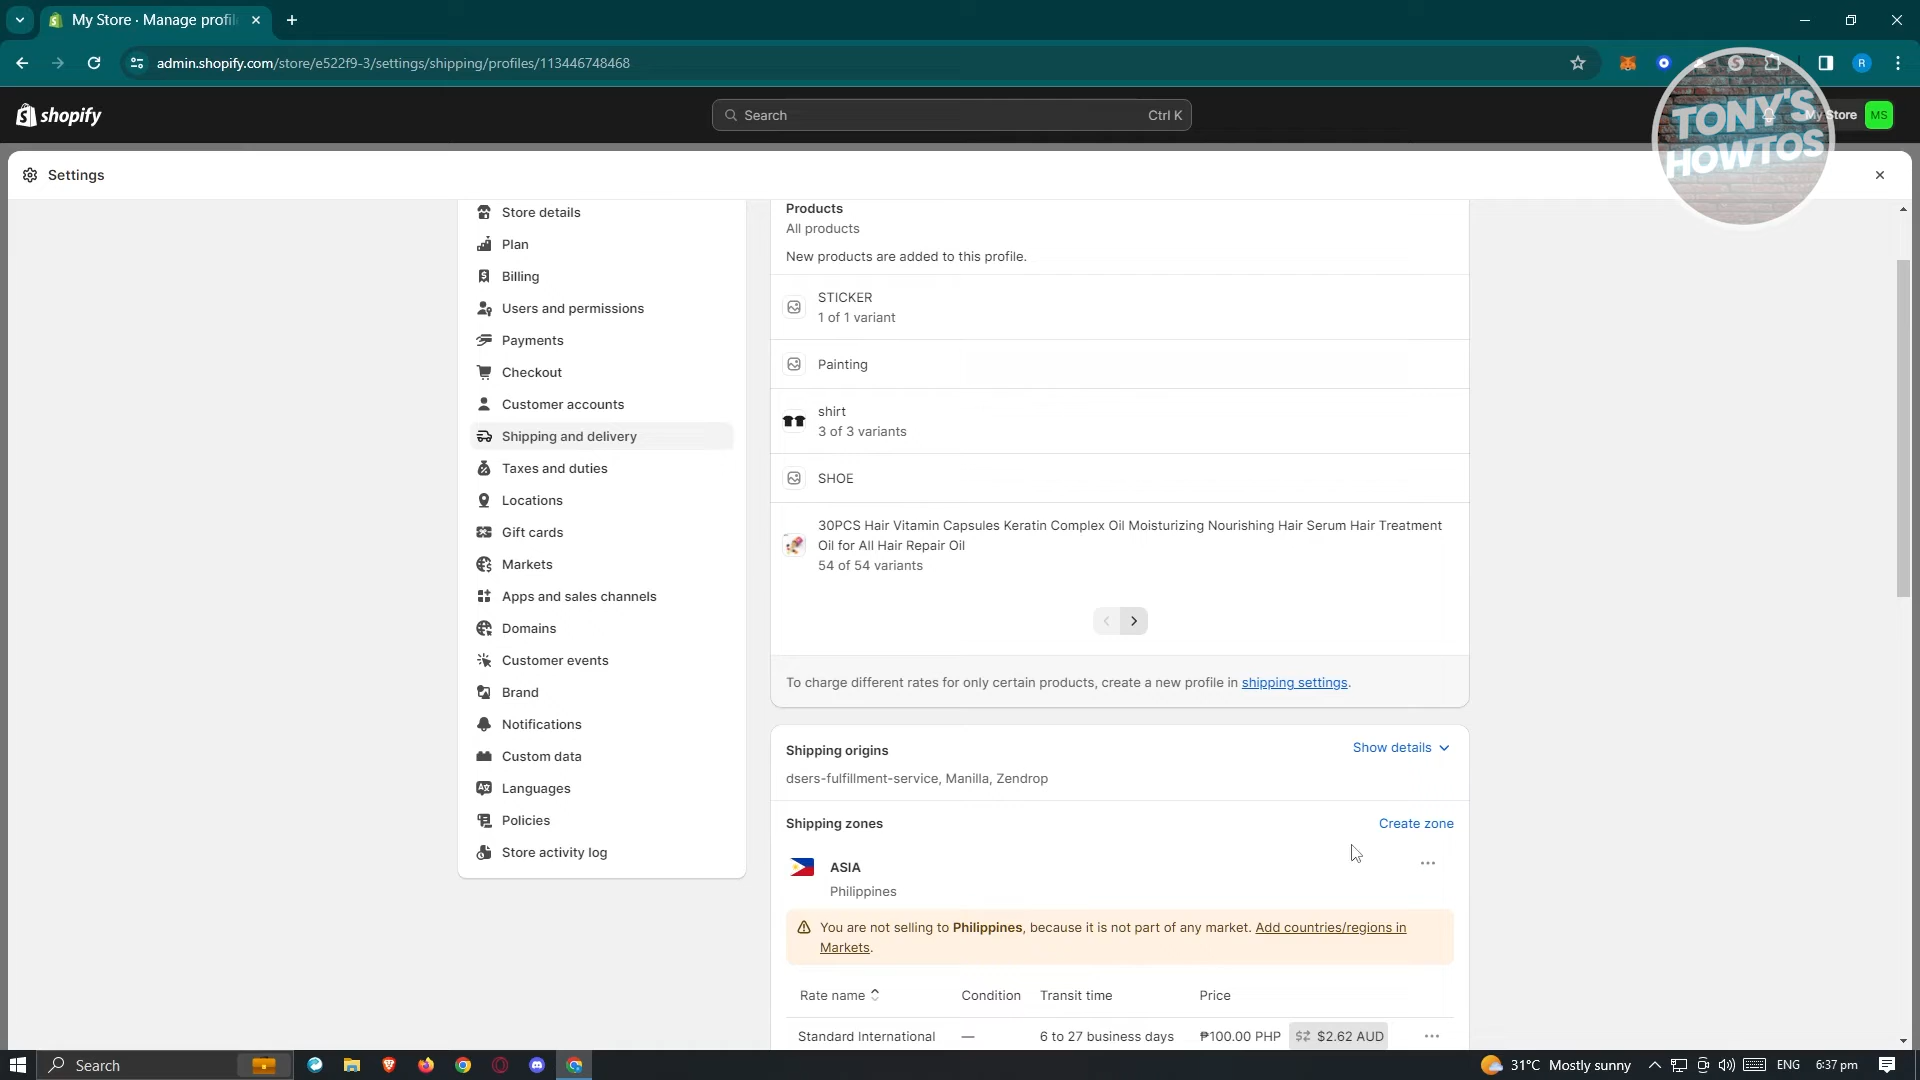 My Store · Manage profil
admin.shopify.com/store/e522f9-3/settings/shipping/profiles/113446748468
R
shopify
Search
Ctrl K
My Store
MS
TONY'S
HOWTOS
Settings
Store details
Plan
Billing
Users and permissions
Payments
Checkout
Customer accounts
Shipping and delivery
Taxes and duties
Locations
Gift cards
Markets
Apps and sales channels
Domains
Customer events
Brand
Notifications
Custom data
Languages
Policies
Store activity log
Products
All products
New products are added to this profile.
STICKER
1 of 1 variant
Painting
shirt
3 of 3 variants
SHOE
30PCS Hair Vitamin Capsules Keratin Complex Oil Moisturizing Nourishing Hair Serum Hair Treatment
Oil for All Hair Repair Oil
54 of 54 variants
To charge different rates for only certain products, create a new profile in shipping settings.
Shipping origins
Show details
dsers-fulfillment-service, Manilla, Zendrop
Shipping zones
Create zone
ASIA
Philippines
You are not selling to Philippines, because it is not part of any market. Add countries/regions in
Markets.
Rate name Condition Transit time Price
Standard International — 6 to 27 business days ₱100.00 PHP $2.62 AUD
Search
31°C Mostly sunny
ENG
6:37 pm